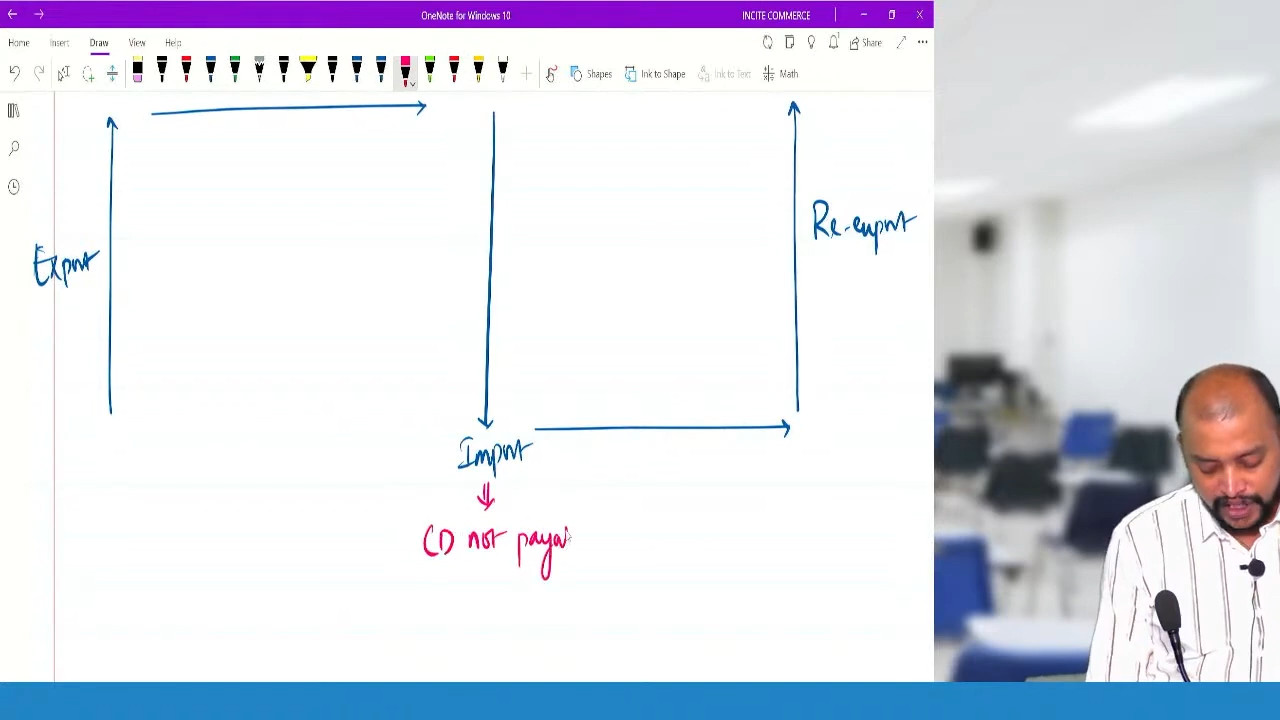 OneNote for Windows 10
INCITE COMMERCE
Home Insert Draw View Help
Share
Shapes
Ink to Shape
Ink to Text
Math
Export
Re-export
Import
CD not paya